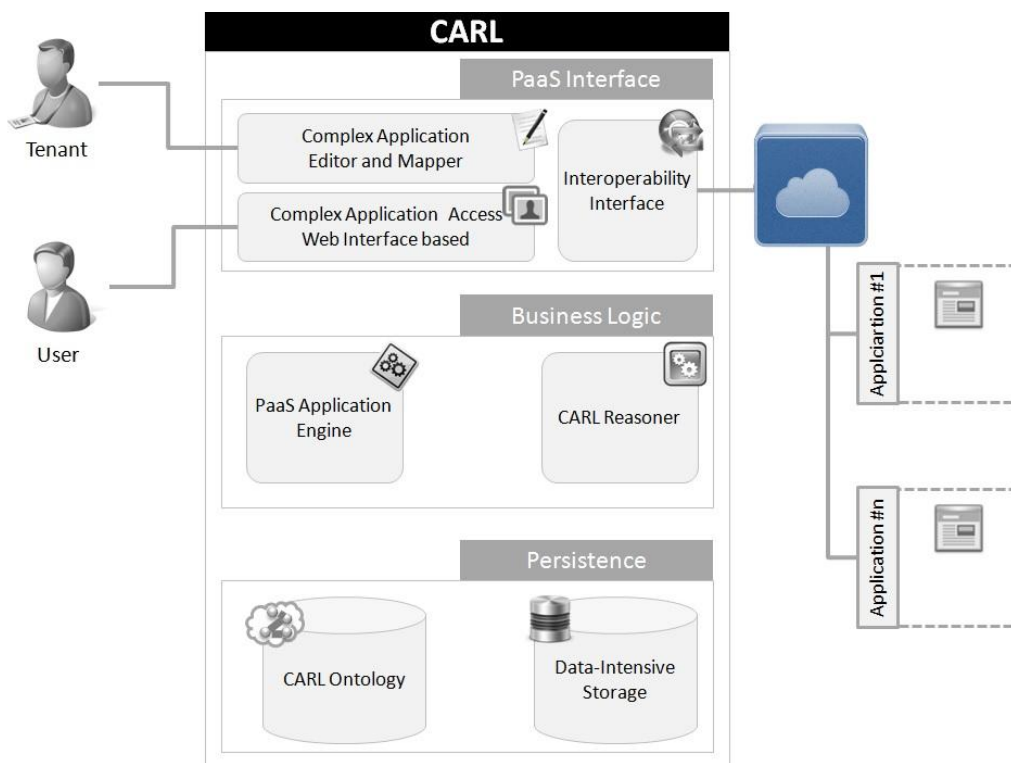 CARL
PaaS Interface
Complex Application
Editor and Mapper
Interoperability
Interface
Complex Application Access
Web Interface based
Tenant
User
Business Logic
PaaS Application
Engine
CARL Reasoner
Persistence
CARL Ontology
Data-Intensive
Storage
Applciartion #1
Application #n